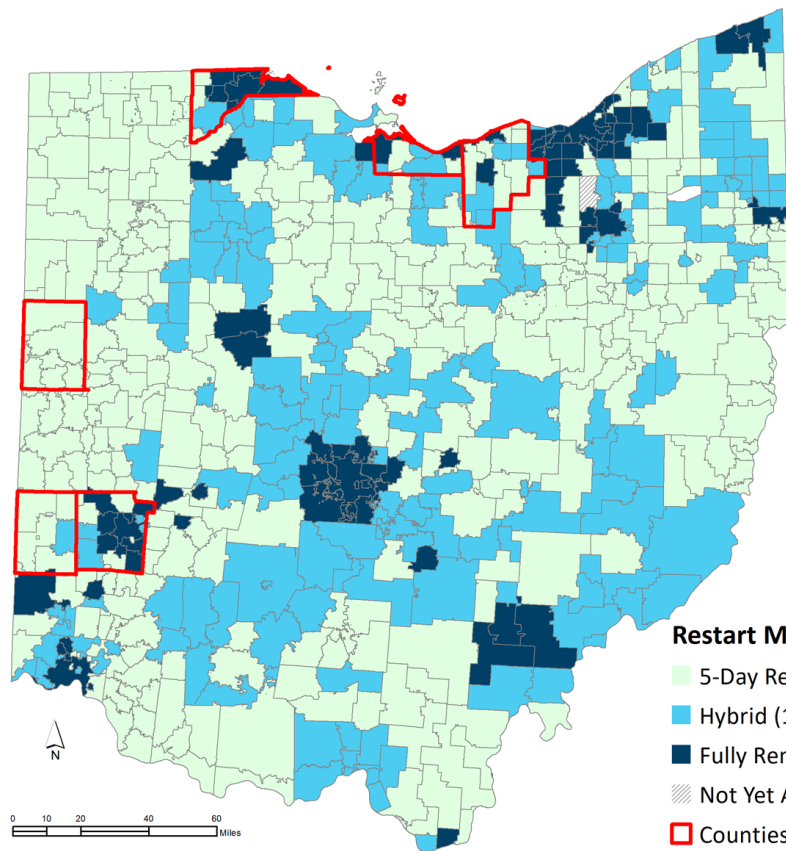 Restart M
5-Day Re
Hybrid (1
Fully Rem
Not Yet A
Counties
N
0 10 20 40 60
Miles